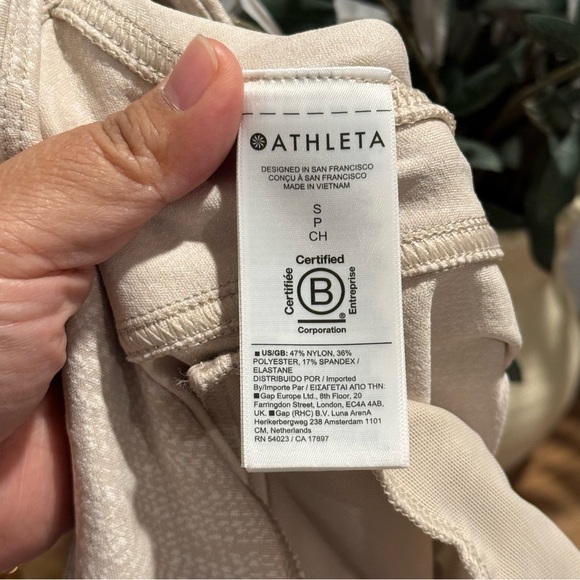 ATHLETA
DESIGNED IN SAN FRANCISCO
CONÇU À SAN FRANCISCO
MADE IN VIETNAM
S
P
CH
Certified
Certifiée
B
Entreprise
®
Corporation
■ US/GB: 47% NYLON, 36%
POLYESTER, 17% SPANDEX /
ELASTANE
DISTRIBUIDO POR / Imported
By/Importe Par / ΕΙΣΑΓΕΤΑΙ ΑΠΟ ΤΗΝ:
■ Gap Europe Ltd., 8th Floor, 20
Farringdon Street, London, EC4A 4AB,
UK. ■ Gap (RHC) B.V. Luna ArenA
Herikerbergweg 238 Amsterdam 1101
CM, Netherlands
RN 54023 / CA 17897